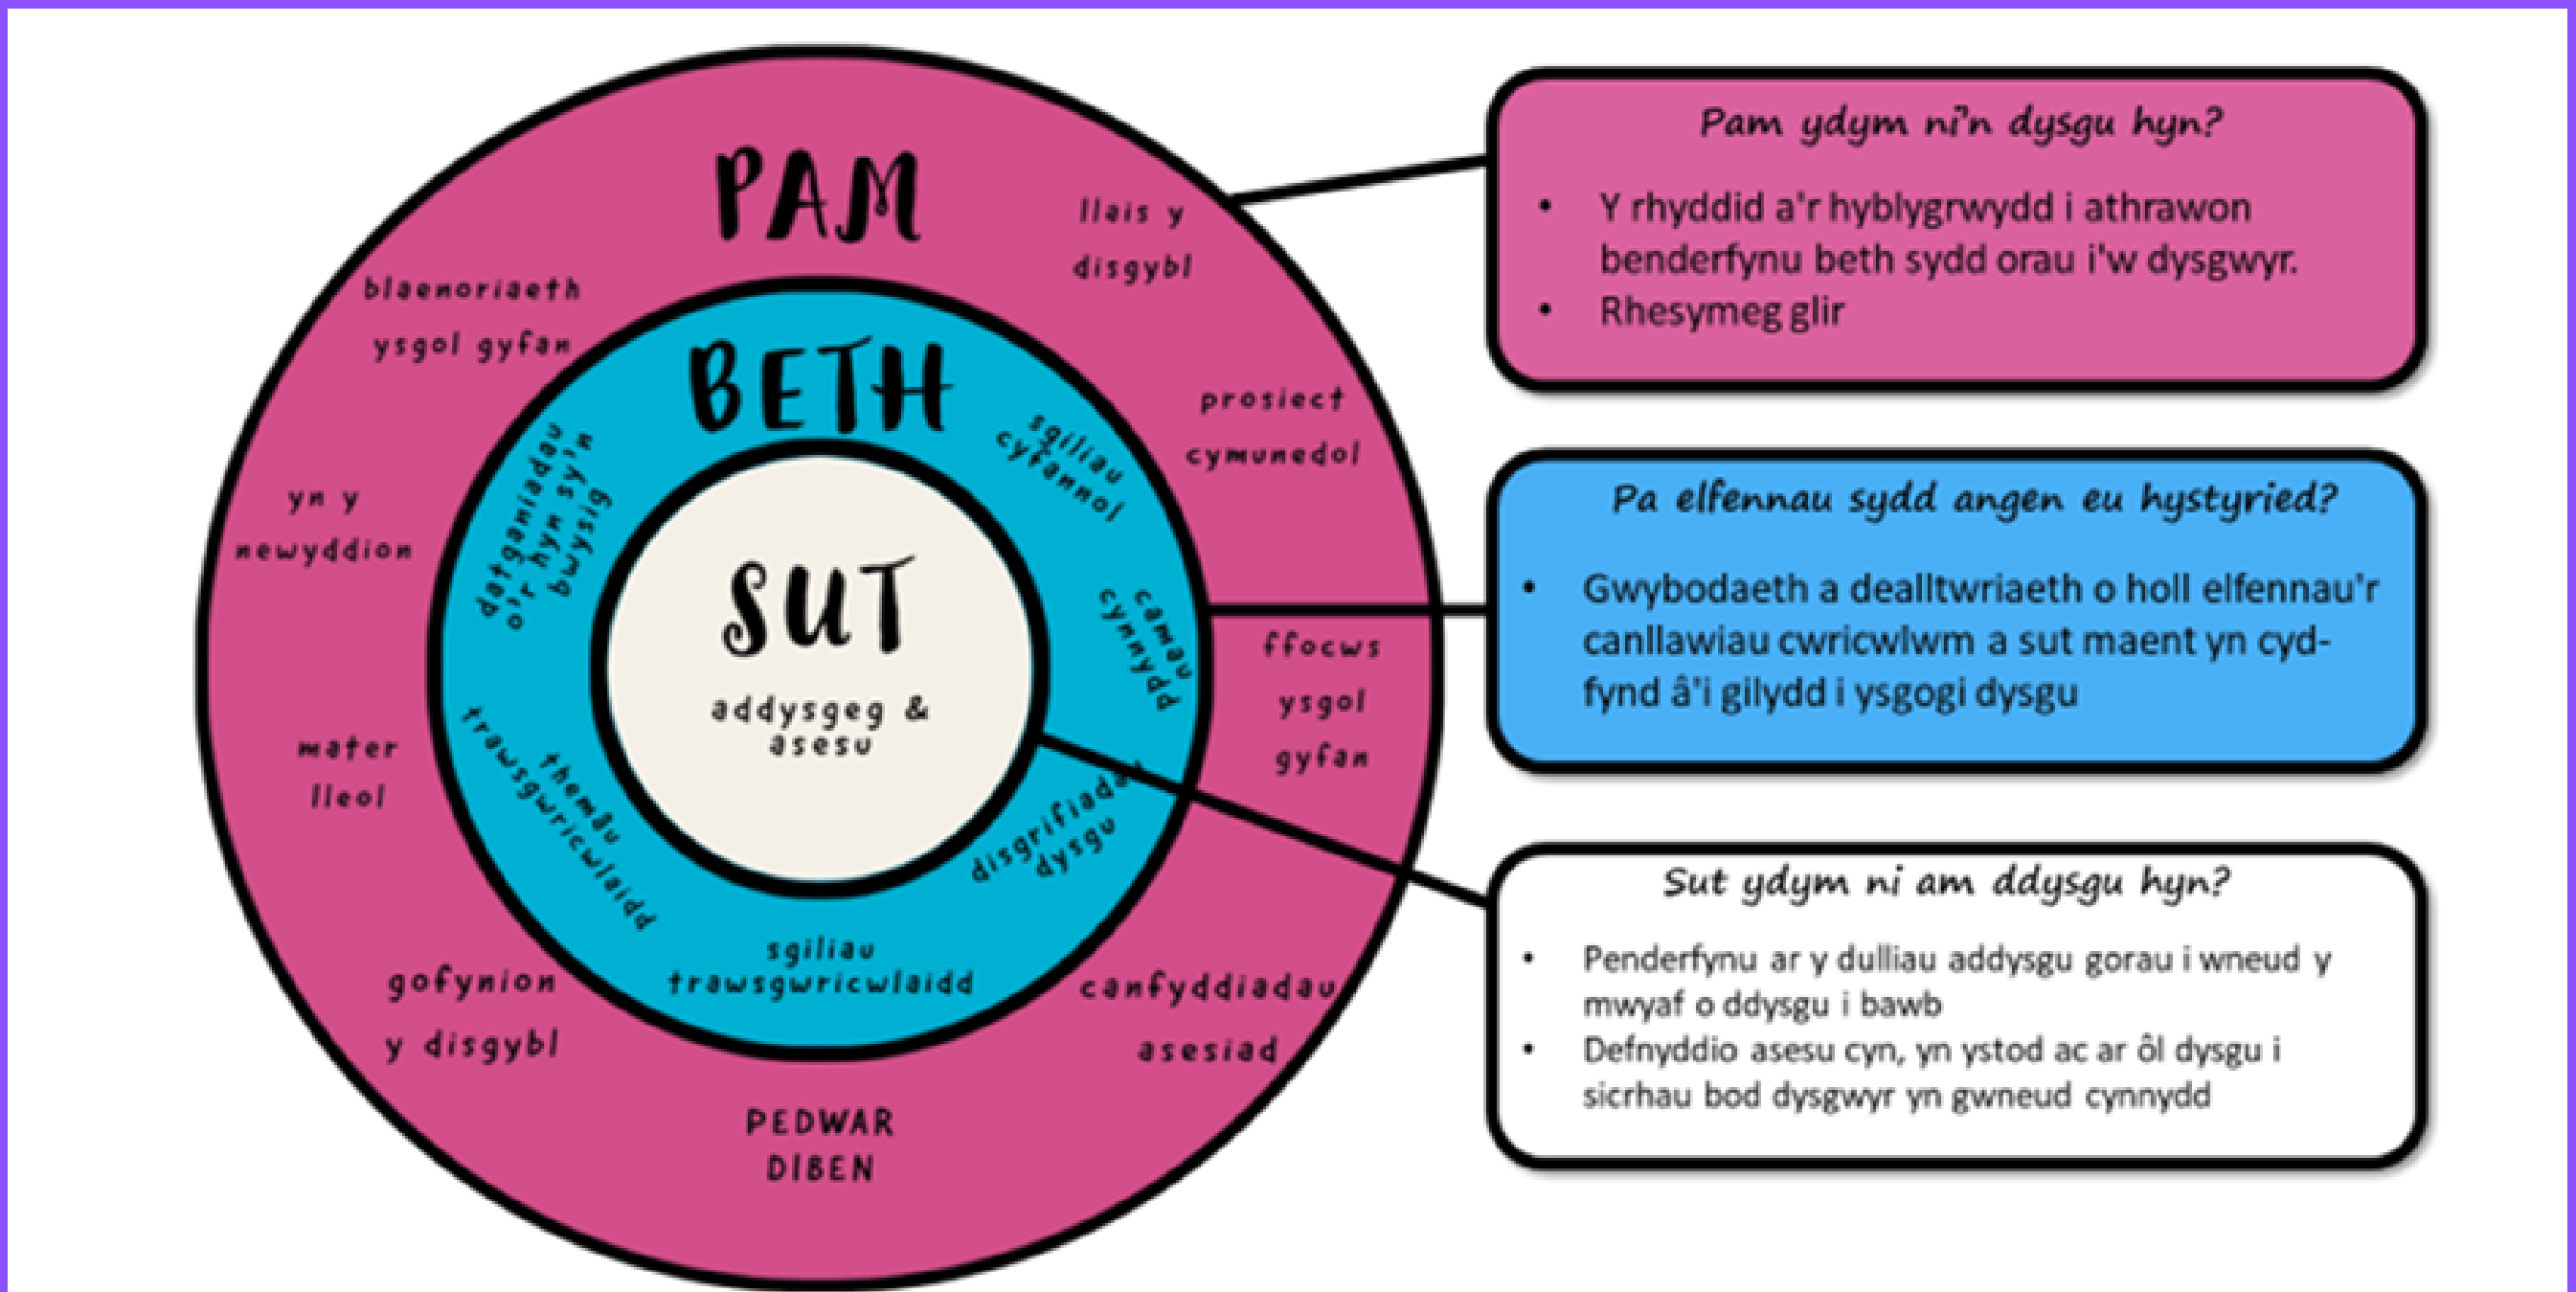 PAM
llais y
disgybl
blaenoriaeth
ysgol gyfan
prosiect
cymunedol
yn y
newyddion
ffocws
ysgol
gyfan
mater
lleol
gofynion
y disgybl
canfyddiadau
asesiad
PEDWAR
DIBEN
BETH
sgiliau
cyfannol
datganiadau
o'r hyn sy'n
bwysig
camau
cynnydd
themâu
trawsgwricwlaidd
disgrifiadau
dysgu
sgiliau
trawsgwricwlaidd
SUT
addysgeg &
asesu
Pam ydym ni'n dysgu hyn?
• Y rhyddid a'r hyblygrwydd i athrawon
benderfynu beth sydd orau i'w dysgwyr.
• Rhesymeg glir
Pa elfennau sydd angen eu hystyried?
• Gwybodaeth a dealltwriaeth o holl elfennau'r
canllawiau cwricwlwm a sut maent yn cyd-
fynd â'i gilydd i ysgogi dysgu
Sut ydym ni am ddysgu hyn?
• Penderfynu ar y dulliau addysgu gorau i wneud y
mwyaf o ddysgu i bawb
• Defnyddio asesu cyn, yn ystod ac ar ôl dysgu i
sicrhau bod dysgwyr yn gwneud cynnydd